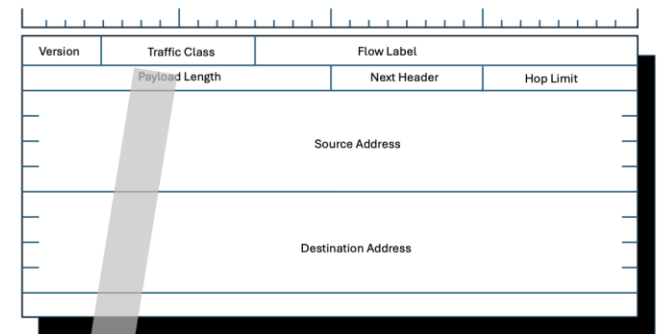 Version Traffic Class Flow Label
Payload Length Next Header Hop Limit
Source Address
Destination Address